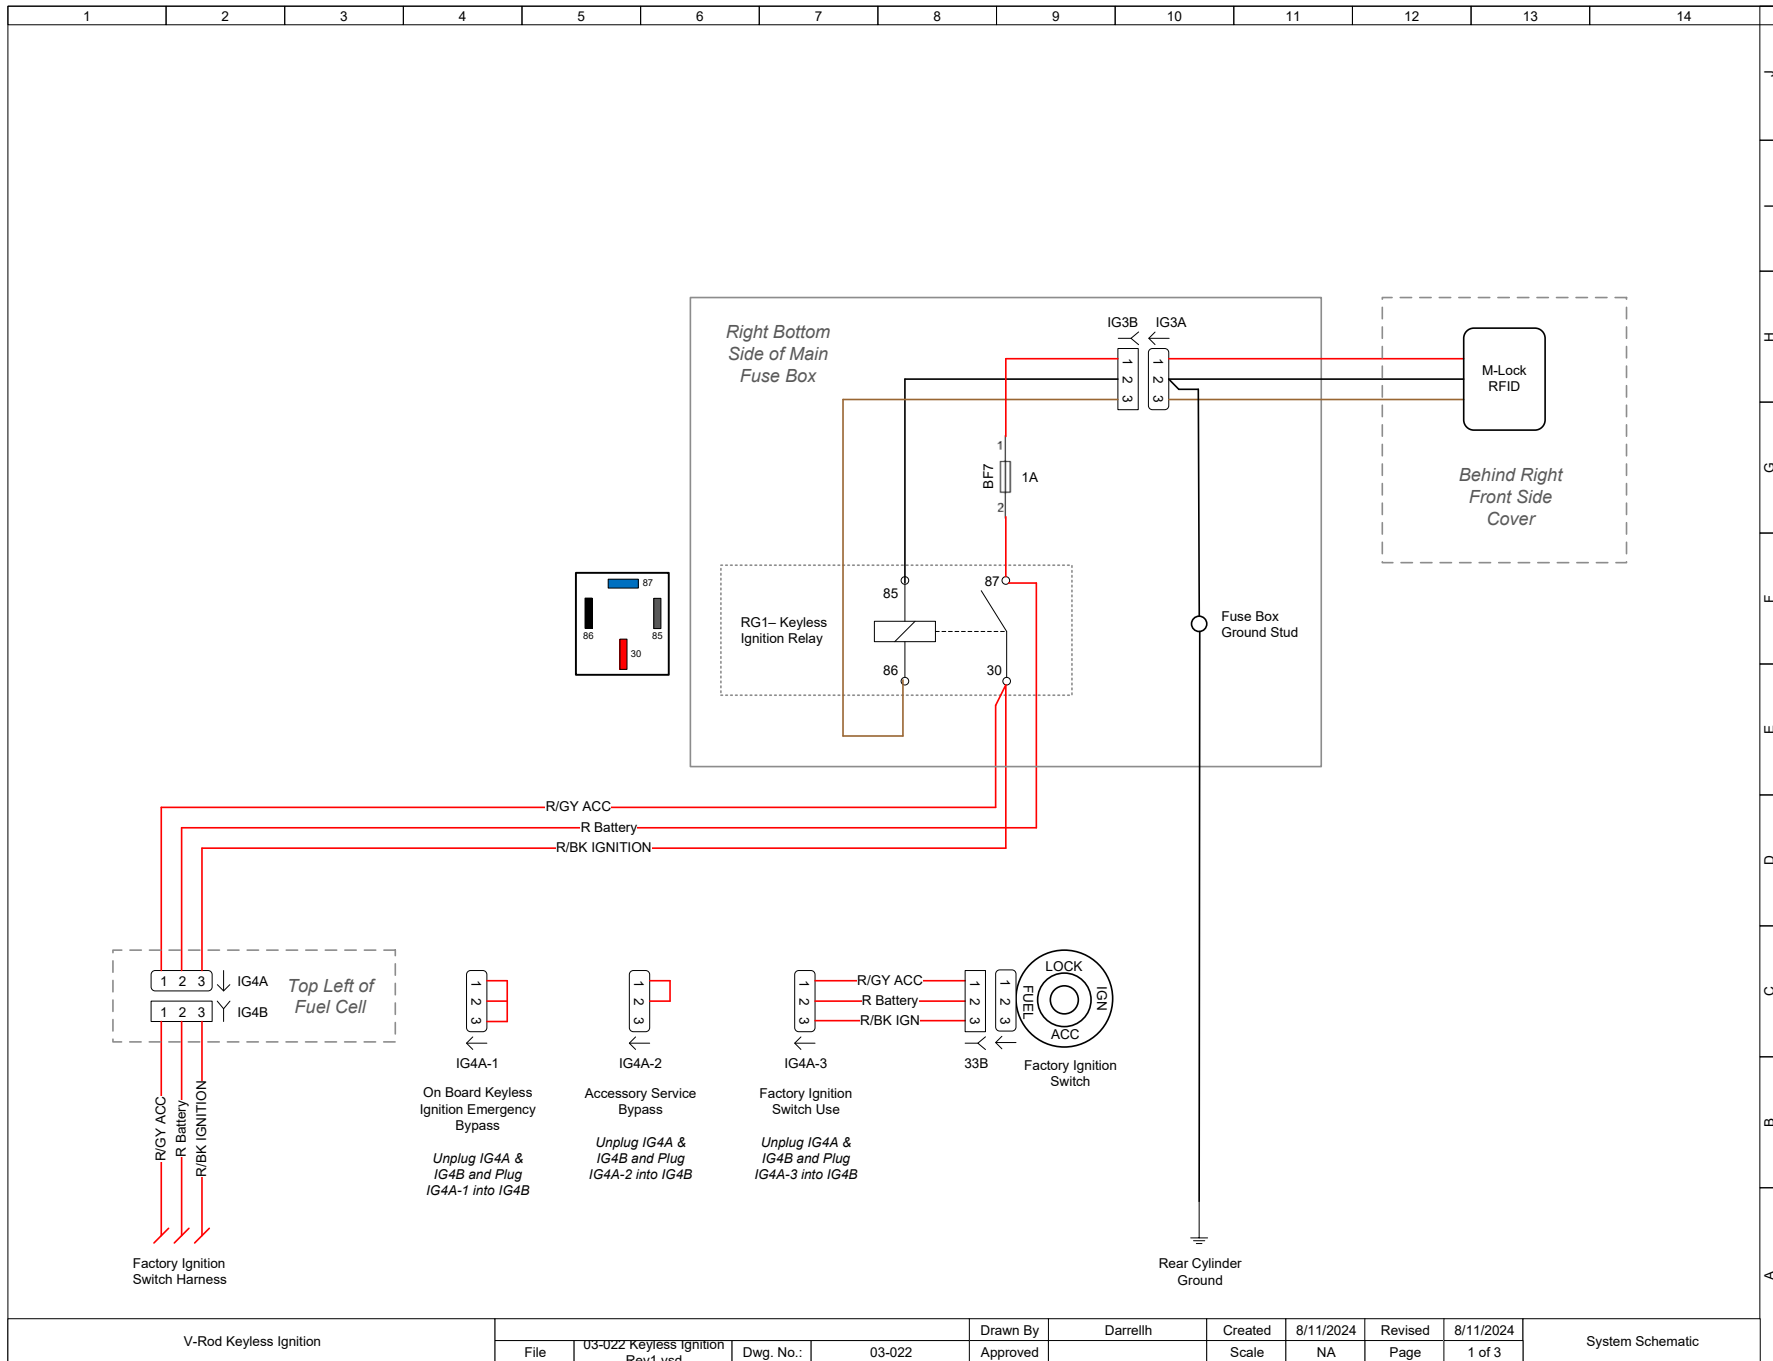 1 2 3 4 5 6 7 8 9 10 11 12 13 14
J
I
H
G
F
E
D
C
B
A
Right Bottom
Side of Main
Fuse Box
IG3B IG3A
1 1
2 2
3 3
M-Lock
RFID
Behind Right
Front Side
Cover
1
BF7 1A
2
87
86 85
30
RG1– Keyless
Ignition Relay
85 87
86 30
Fuse Box
Ground Stud
R/GY ACC
R Battery
R/BK IGNITION
1 2 3 IG4A
1 2 3 IG4B
Top Left of
Fuel Cell
R/GY ACC
R Battery
R/BK IGNITION
Factory Ignition
Switch Harness
1
2
3
IG4A-1
On Board Keyless
Ignition Emergency
Bypass
Unplug IG4A &
IG4B and Plug
IG4A-1 into IG4B
1
2
3
IG4A-2
Accessory Service
Bypass
Unplug IG4A &
IG4B and Plug
IG4A-2 into IG4B
1
2
3
IG4A-3
Factory Ignition
Switch Use
Unplug IG4A &
IG4B and Plug
IG4A-3 into IG4B
R/GY ACC
R Battery
R/BK IGN
1 1
2 2
3 3
33B
LOCK
FUEL
IGN
ACC
Factory Ignition
Switch
Rear Cylinder
Ground
V-Rod Keyless Ignition
File
03-022 Keyless Ignition
Rev1.vsd
Dwg. No.: 03-022
Drawn By Darrellh
Approved
Created 8/11/2024 Revised 8/11/2024
Scale NA Page 1 of 3
System Schematic